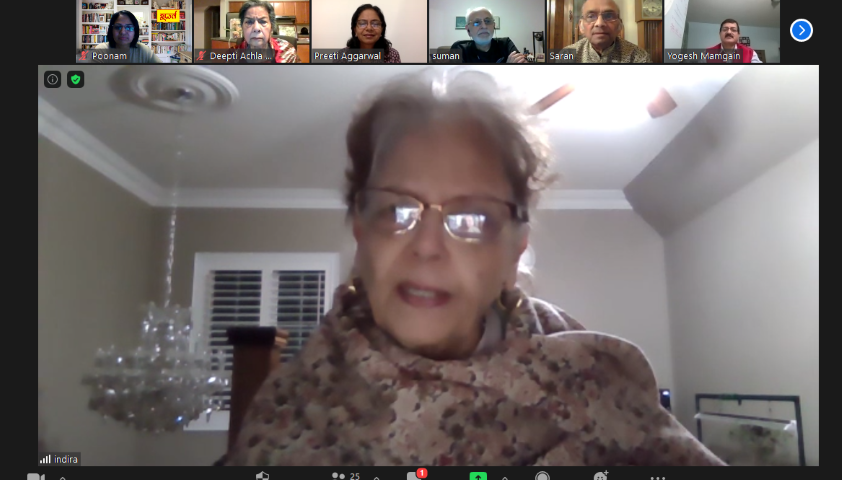 Poonam
Deepti Achla ...
Preeti Aggarwal
suman
Saran
Yogesh Mamgain
indira
25
1